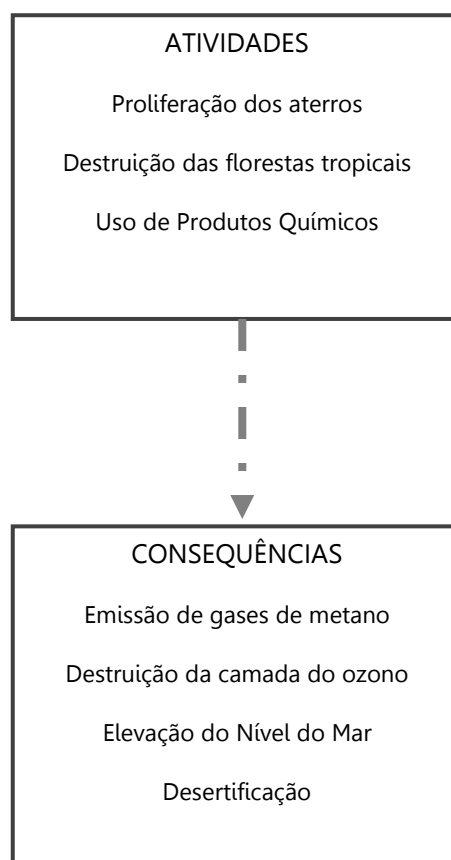 ATIVIDADES
Proliferação dos aterros
Destruição das florestas tropicais
Uso de Produtos Químicos
CONSEQUÊNCIAS
Emissão de gases de metano
Destruição da camada do ozono
Elevação do Nível do Mar
Desertificação